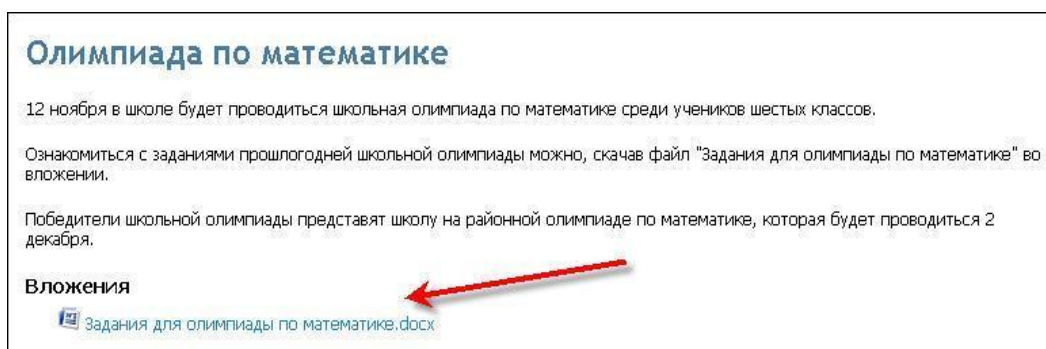 Олимпиада по математике
12 ноября в школе будет проводиться школьная олимпиада по математике среди учеников шестых классов.
Ознакомиться с заданиями прошлогодней школьной олимпиады можно, скачав файл "Задания для олимпиады по математике" во
вложении.
Победители школьной олимпиады представят школу на районной олимпиаде по математике, которая будет проводиться 2
декабря.
Вложения
Задания для олимпиады по математике.docx